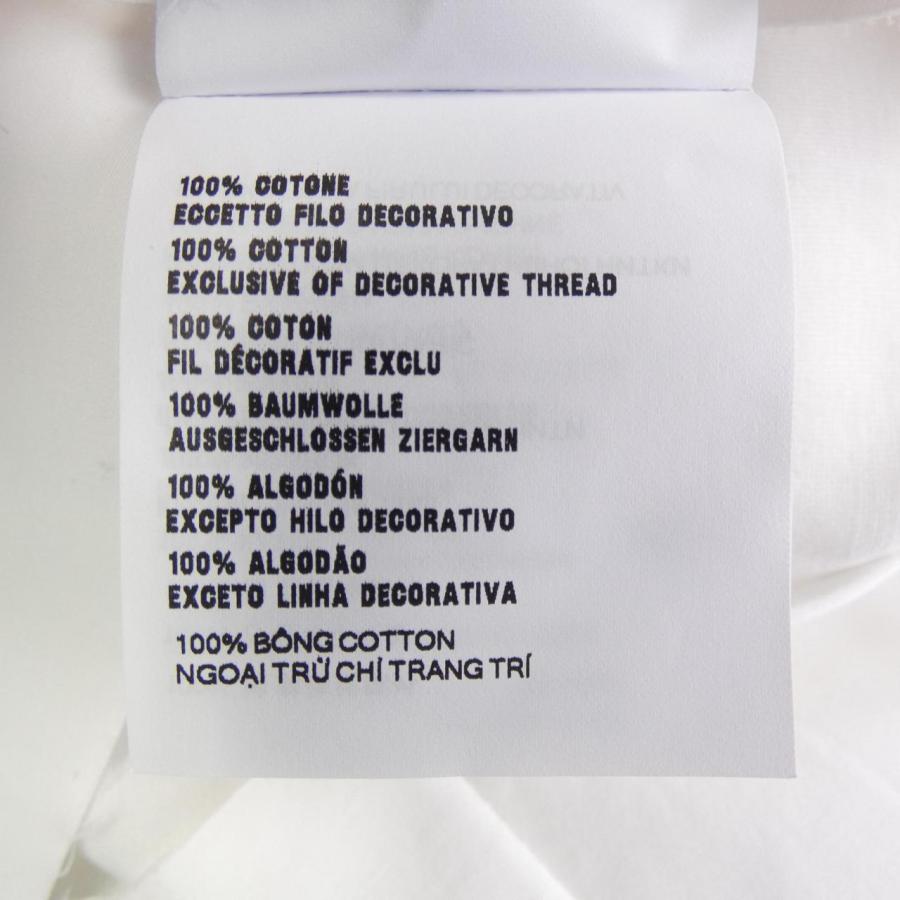 100% COTONE
ECCETTO FILO DECORATIVO
100% COTTON
EXCLUSIVE OF DECORATIVE THREAD
100% COTON
FIL DÉCORATIF EXCLU
100% BAUMWOLLE
AUSGESCHLOSSEN ZIERGARN
100% ALGODÓN
EXCEPTO HILO DECORATIVO
100% ALGODÃO
EXCETO LINHA DECORATIVA
100% BÔNG COTTON
NGOẠI TRỪ CHỈ TRANG TRÍ